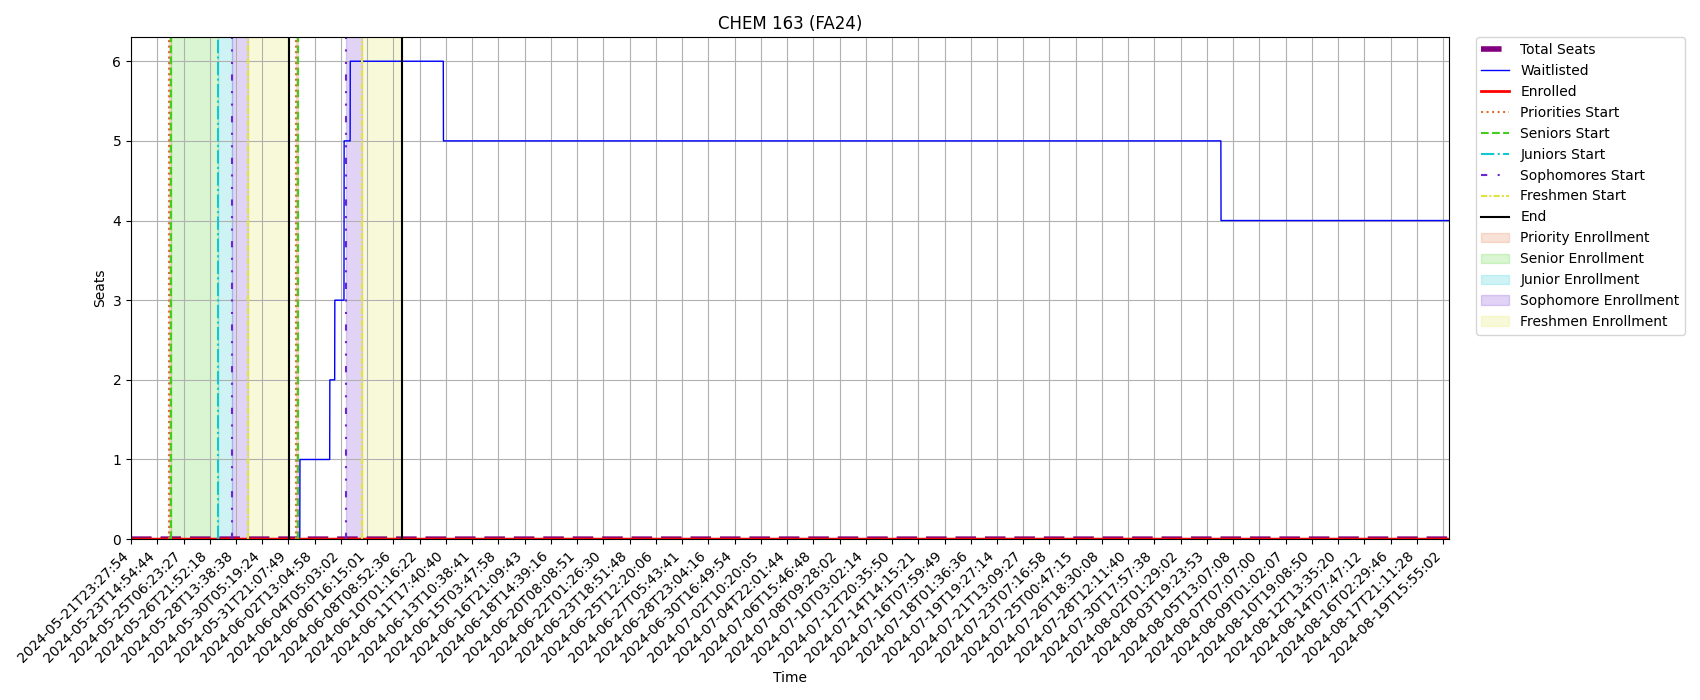 CHEM 163 (FA24)
Seats
6
5
4
3
2
1
0
2024-05-21T23:27:54
2024-05-23T14:54:44
2024-05-25T06:23:27
2024-05-26T21:52:18
2024-05-28T13:38:38
2024-05-30T05:19:24
2024-05-31T21:07:49
2024-06-02T13:04:58
2024-06-04T05:03:02
2024-06-06T16:15:01
2024-06-08T08:52:36
2024-06-10T01:16:22
2024-06-11T17:40:40
2024-06-13T10:38:41
2024-06-15T03:47:58
2024-06-16T21:09:43
2024-06-18T14:39:16
2024-06-20T08:08:51
2024-06-22T01:26:30
2024-06-23T18:51:48
2024-06-25T12:20:06
2024-06-27T05:43:41
2024-06-28T23:04:16
2024-06-30T16:49:54
2024-07-02T10:20:05
2024-07-04T22:01:44
2024-07-06T15:46:48
2024-07-08T09:28:02
2024-07-10T03:02:14
2024-07-12T20:35:50
2024-07-14T14:15:21
2024-07-16T07:59:49
2024-07-18T01:36:36
2024-07-19T19:27:14
2024-07-21T13:09:27
2024-07-23T07:16:58
2024-07-25T00:47:15
2024-07-26T18:30:09
2024-07-28T12:11:40
2024-07-30T17:57:38
2024-08-02T01:29:02
2024-08-03T19:23:53
2024-08-05T13:07:08
2024-08-07T07:07:00
2024-08-09T01:02:07
2024-08-10T19:08:50
2024-08-12T13:35:20
2024-08-14T07:47:12
2024-08-16T02:29:46
2024-08-17T21:11:28
2024-08-19T15:55:02
Time
Total Seats
Waitlisted
Enrolled
Priorities Start
Seniors Start
Juniors Start
Sophomores Start
Freshmen Start
End
Priority Enrollment
Senior Enrollment
Junior Enrollment
Sophomore Enrollment
Freshmen Enrollment